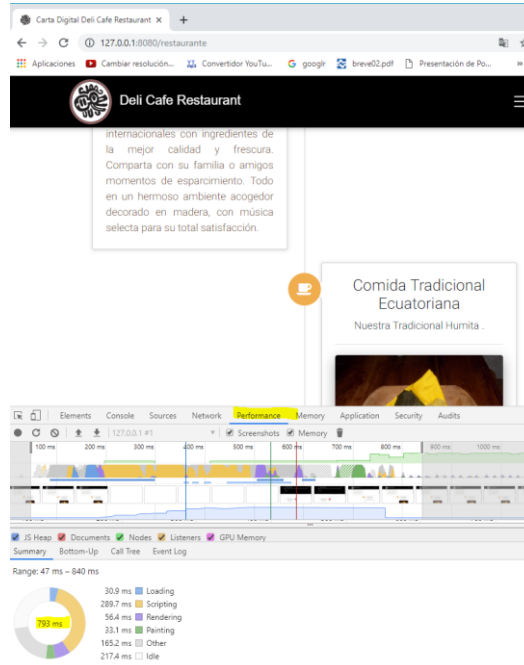 Carta Digital Deli Cafe Restaurant
127.0.0.1:8080/restaurante
Aplicaciones Cambiar resolución... Convertidor YouTu... googlr breve02.pdf Presentación de Po... »
Deli Cafe Restaurant
internacionales con ingredientes de
la mejor calidad y frescura.
Comparta con su familia o amigos
momentos de esparcimiento. Todo
en un hermoso ambiente acogedor
decorado en madera, con música
selecta para su total satisfacción.
Comida Tradicional
Ecuatoriana
Nuestra Tradicional Humita .
Elements Console Sources Network Performance Memory Application Security Audits
127.0.0.1 #1 Screenshots Memory
100 ms 200 ms 300 ms 400 ms 500 ms 600 ms 700 ms 800 ms 900 ms 1000 ms
JS Heap Documents Nodes Listeners GPU Memory
Summary Bottom-Up Call Tree Event Log
Range: 47 ms – 840 ms
30.9 ms Loading
289.7 ms Scripting
56.4 ms Rendering
793 ms
33.1 ms Painting
165.2 ms Other
217.4 ms Idle